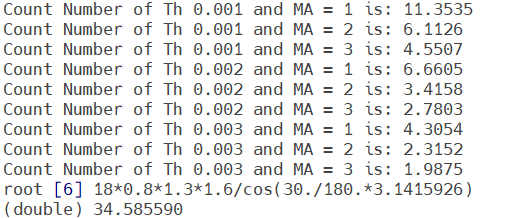 Count Number of Th 0.001 and MA = 1 is: 11.3535
Count Number of Th 0.001 and MA = 2 is: 6.1126
Count Number of Th 0.001 and MA = 3 is: 4.5507
Count Number of Th 0.002 and MA = 1 is: 6.6605
Count Number of Th 0.002 and MA = 2 is: 3.4158
Count Number of Th 0.002 and MA = 3 is: 2.7803
Count Number of Th 0.003 and MA = 1 is: 4.3054
Count Number of Th 0.003 and MA = 2 is: 2.3152
Count Number of Th 0.003 and MA = 3 is: 1.9875
root [6] 18*0.8*1.3*1.6/cos(30./180.*3.1415926)
(double) 34.585590